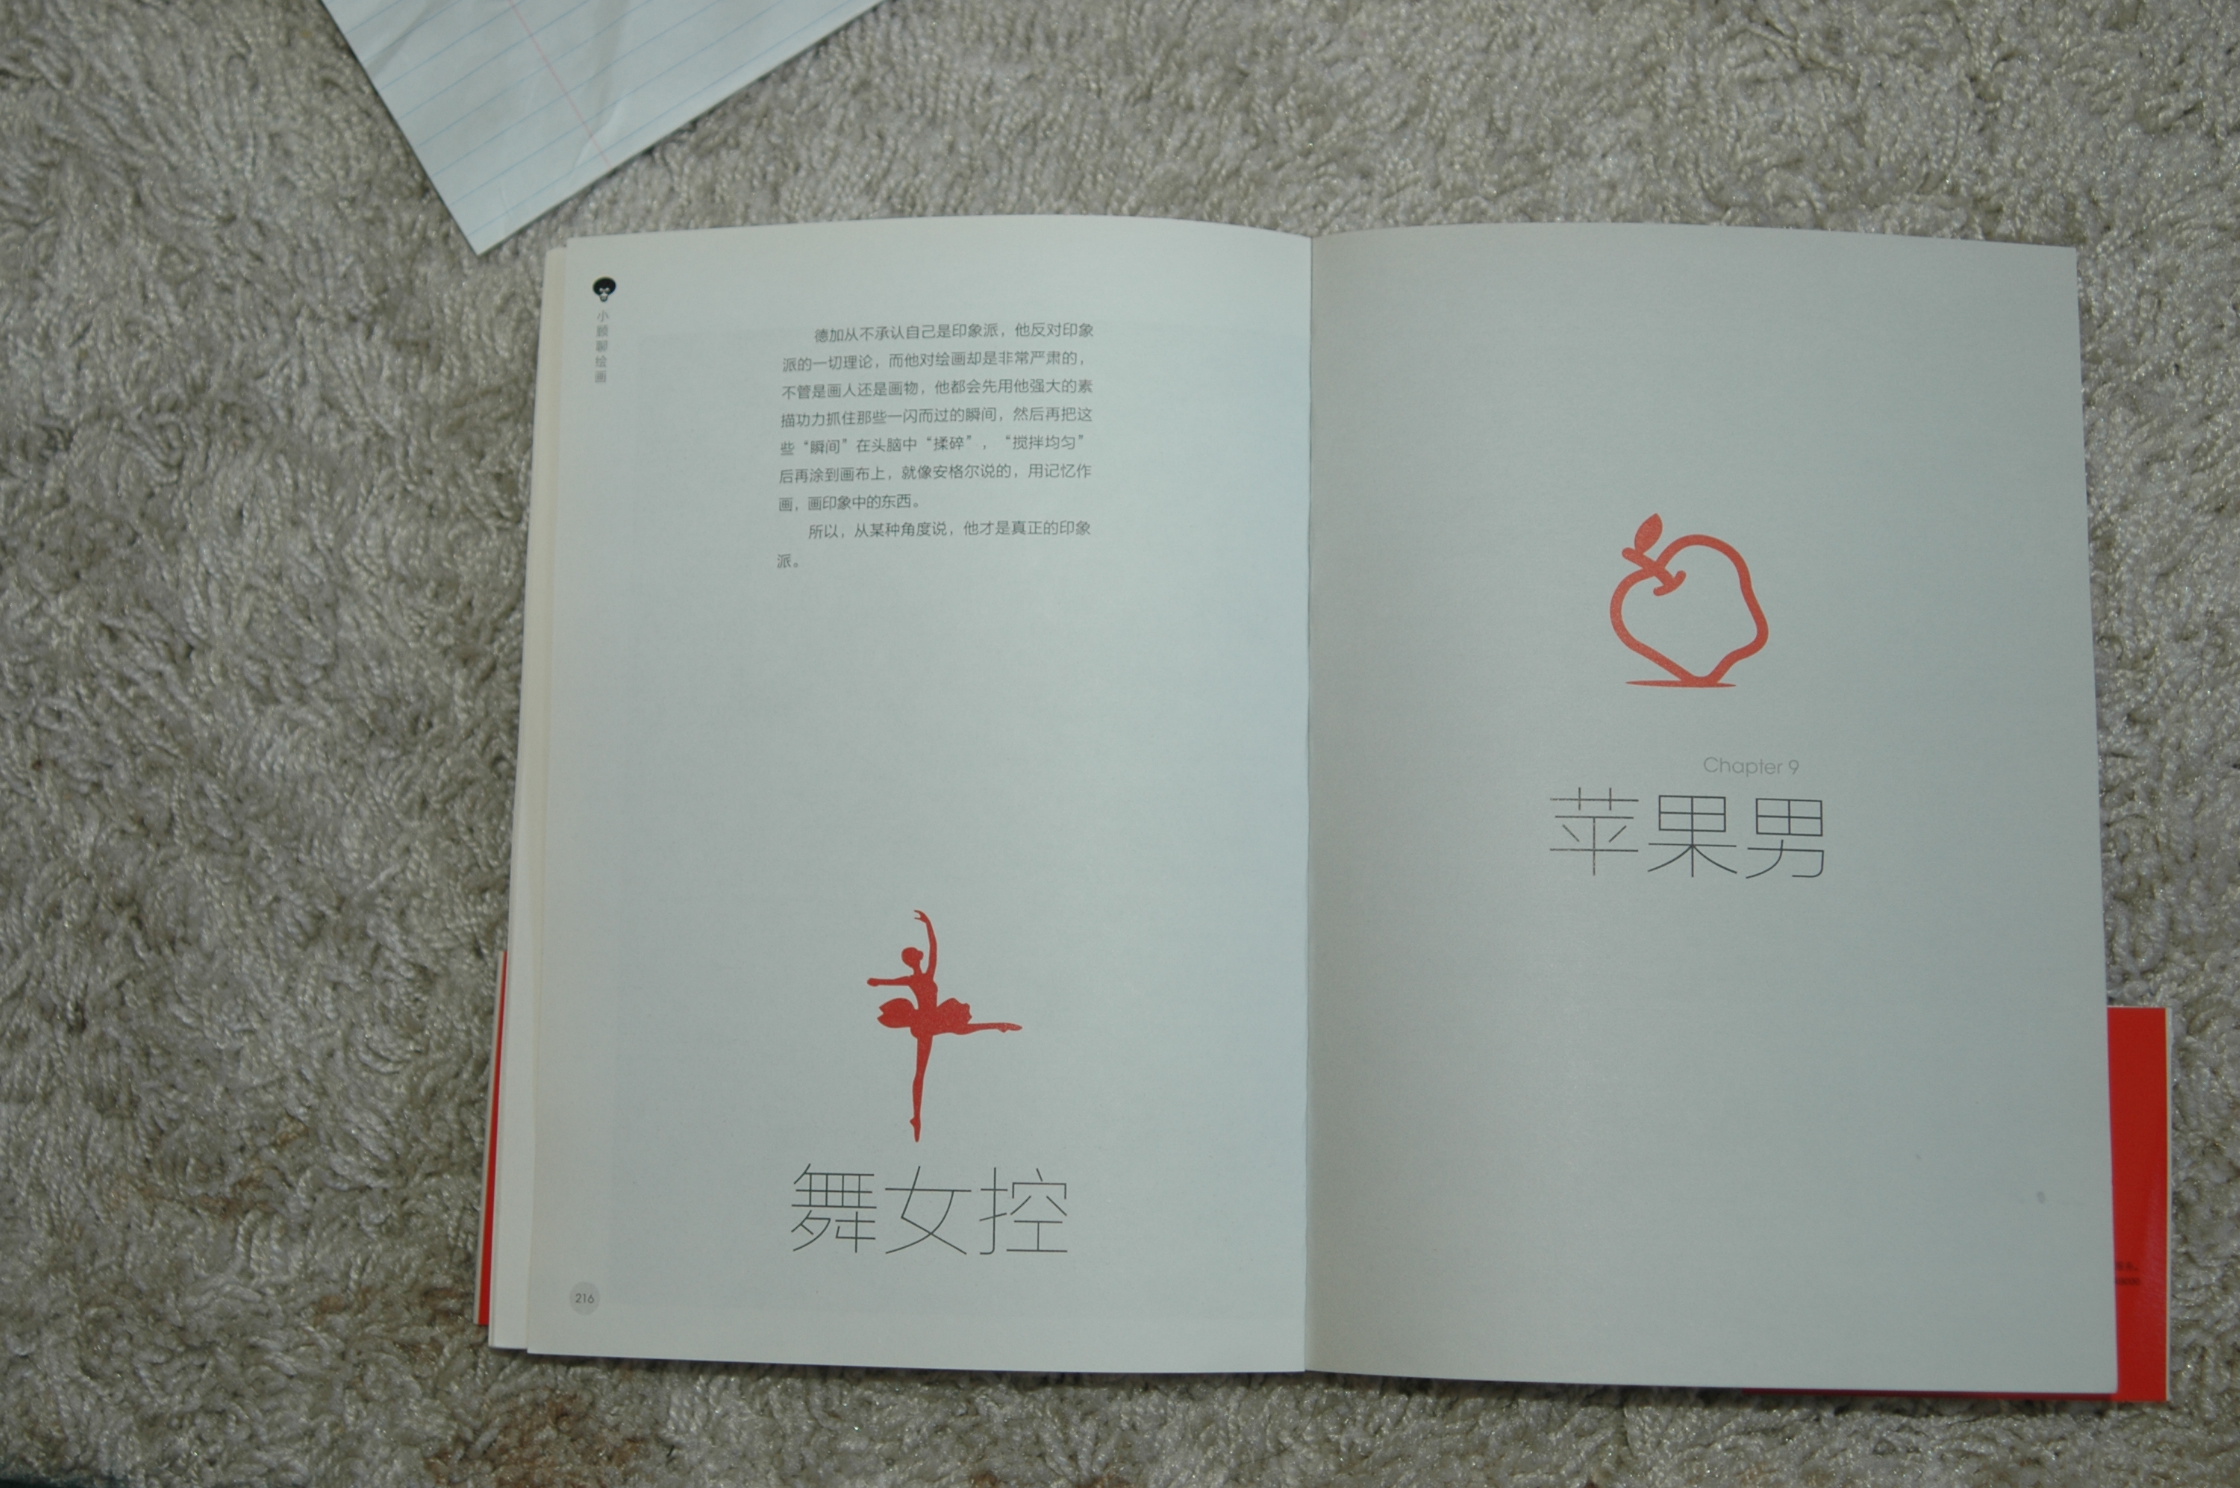 小顾聊绘画
德加从不承认自己是印象派，他反对印象
派的一切理论，而他对绘画却是非常严肃的，
不管是画人还是画物，他都会先用他强大的素
描功力抓住那些一闪而过的瞬间，然后再把这
些“瞬间”在头脑中“揉碎”，“搅拌均匀”
后再涂到画布上，就像安格尔说的，用记忆作
画，画印象中的东西。
所以，从某种角度说，他才是真正的印象
派。
舞女控
216
Chapter 9
苹果男